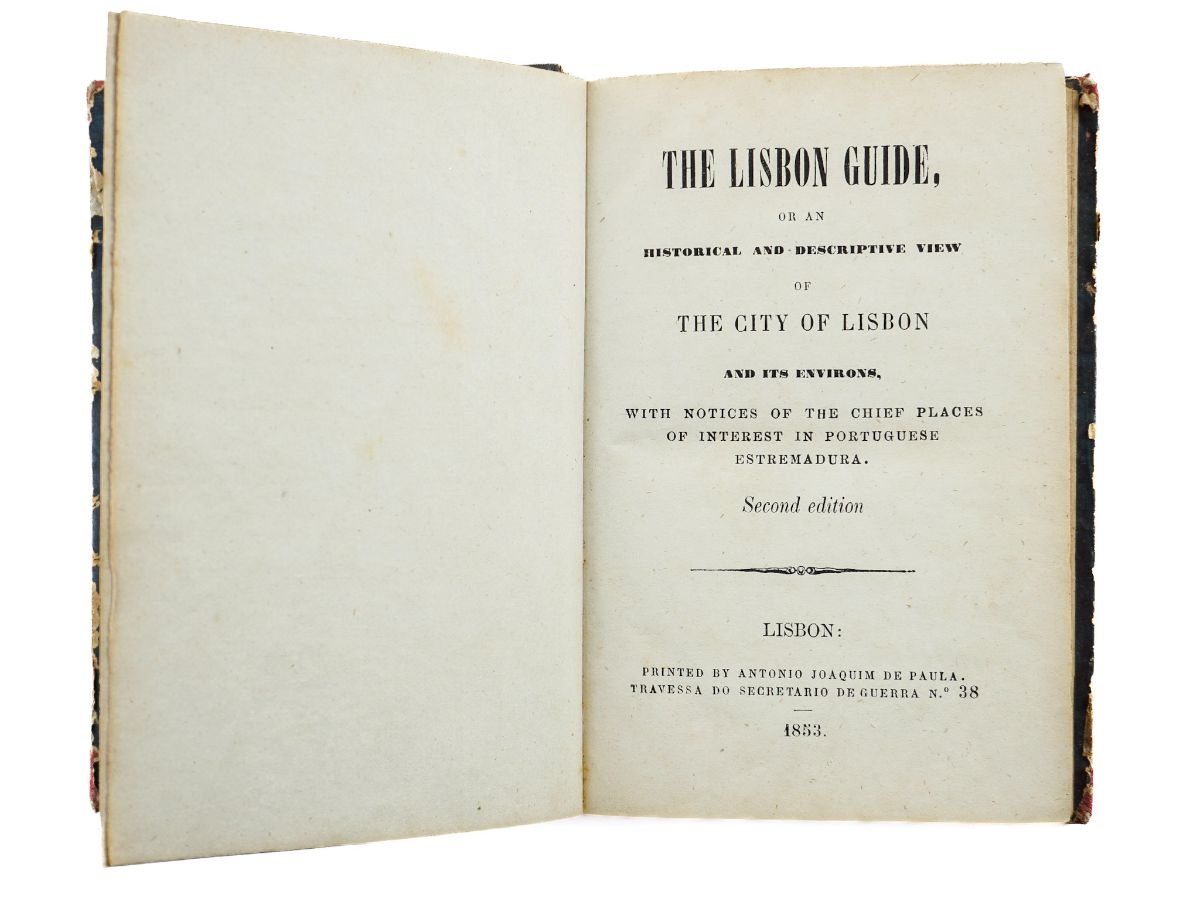 THE LISBON GUIDE,
OR AN
HISTORICAL AND DESCRIPTIVE VIEW
OF
THE CITY OF LISBON
AND ITS ENVIRONS,
WITH NOTICES OF THE CHIEF PLACES
OF INTEREST IN PORTUGUESE
ESTREMADURA.
Second edition
LISBON:
PRINTED BY ANTONIO JOAQUIM DE PAULA.
TRAVESSA DO SECRETARIO DE GUERRA N.º 38
1853.